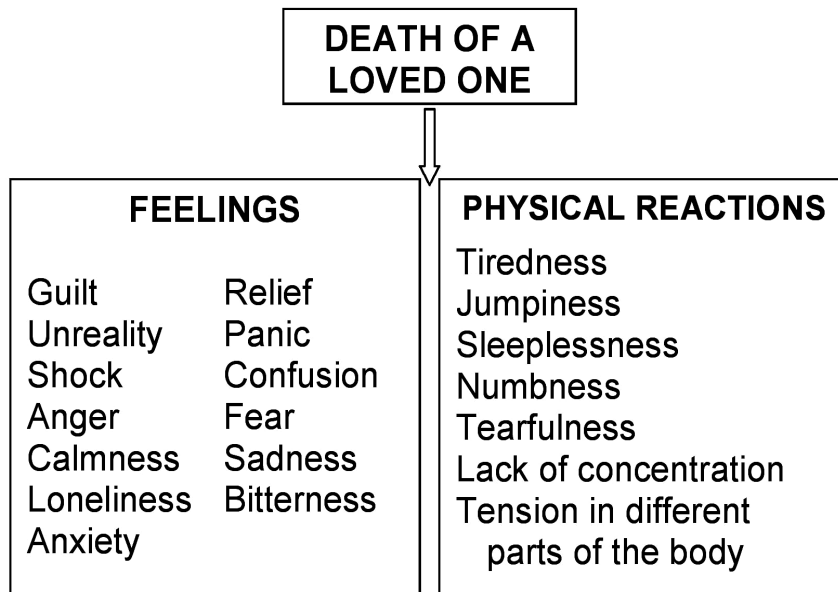 DEATH OF A
LOVED ONE
FEELINGS
Guilt
Unreality
Shock
Anger
Calmness
Loneliness
Anxiety
Relief
Panic
Confusion
Fear
Sadness
Bitterness
PHYSICAL REACTIONS
Tiredness
Jumpiness
Sleeplessness
Numbness
Tearfulness
Lack of concentration
Tension in different
parts of the body